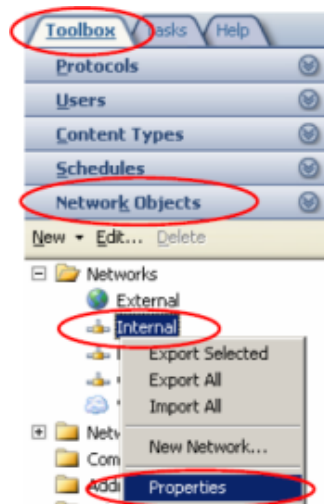 Toolbox Tasks Help
Protocols
Users
Content Types
Schedules
Network Objects
New Edit... Delete
Networks
External
Internal
Export Selected
Export All
Import All
New Network...
Properties